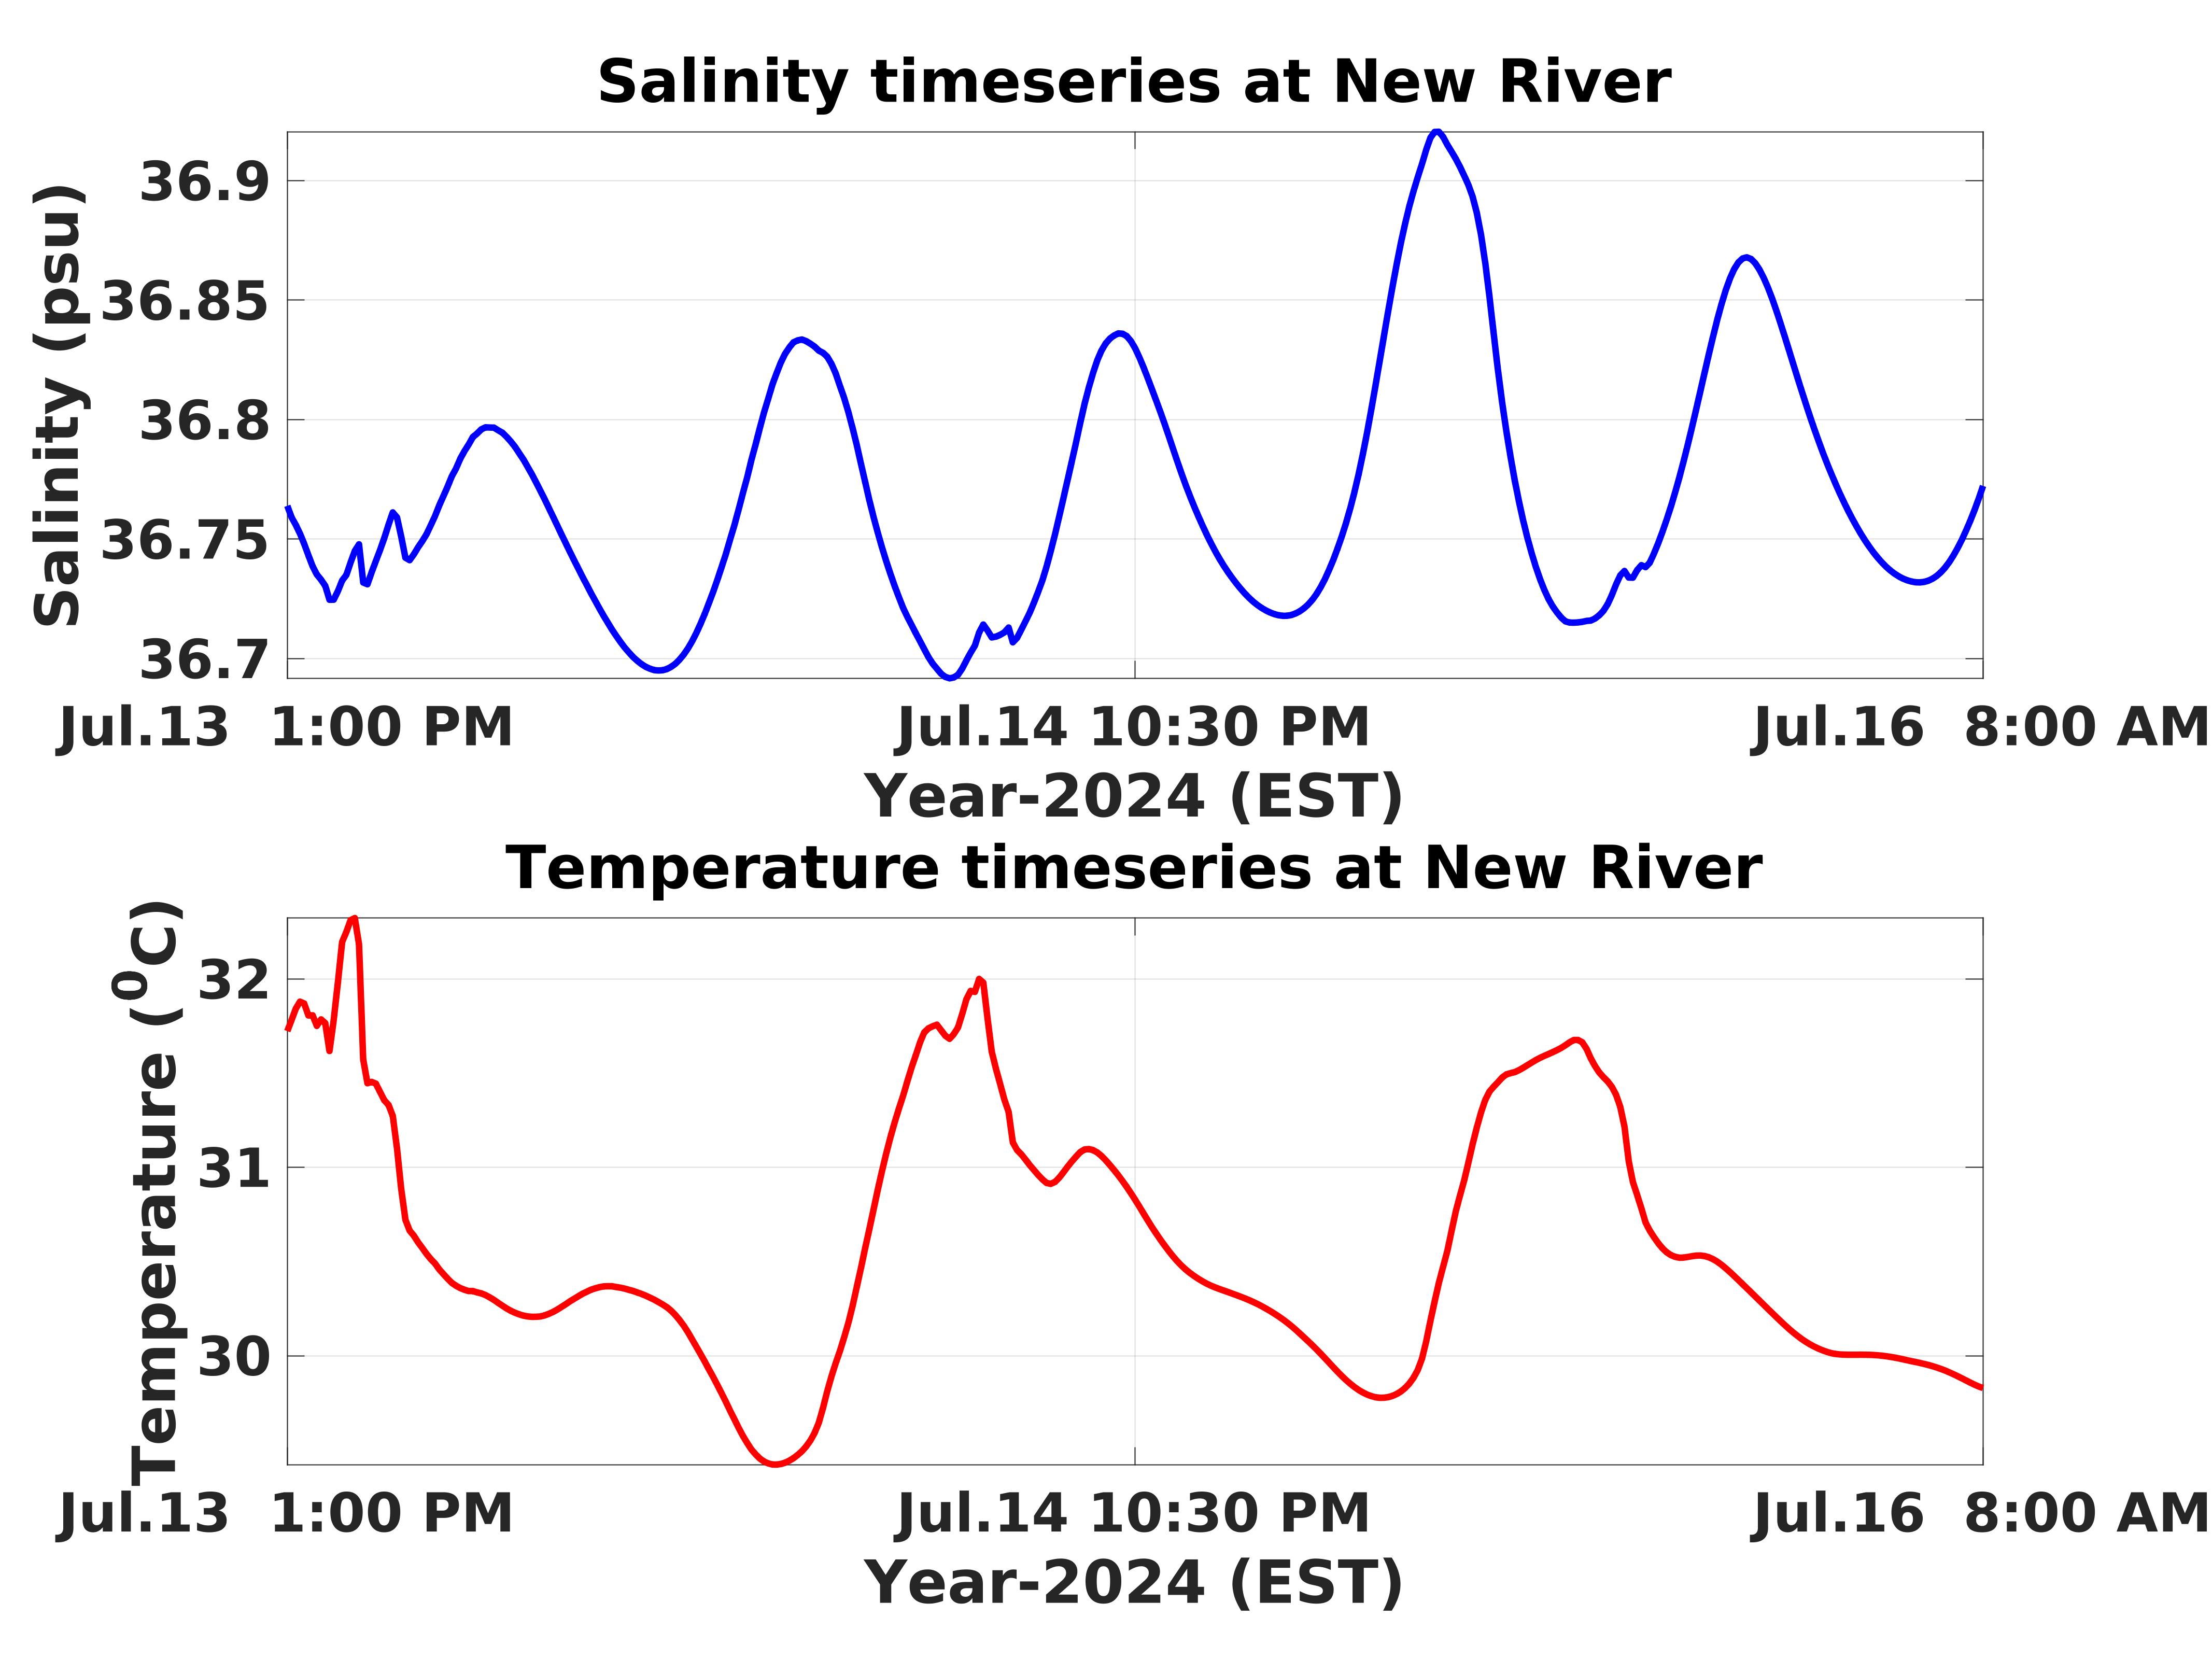 Salinity timeseries at New River
Salinity (psu)
36.9
36.85
36.8
36.75
36.7
Jul.13  1:00 PM
Jul.14 10:30 PM
Jul.16  8:00 AM
Year-2024 (EST)
Temperature timeseries at New River
Temperature (⁰C)
32
31
30
Jul.13  1:00 PM
Jul.14 10:30 PM
Jul.16  8:00 AM
Year-2024 (EST)